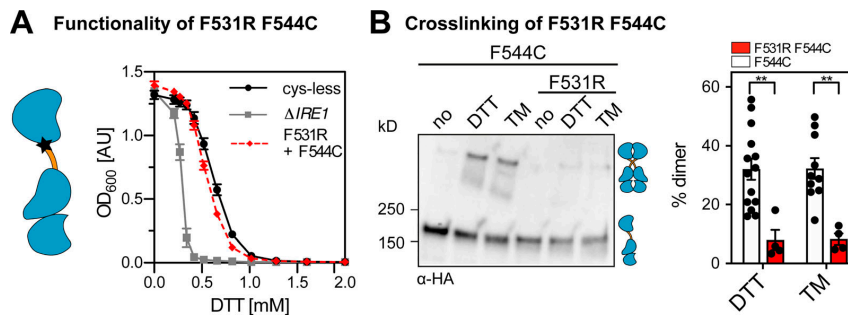 A Functionality of F531R F544C
OD600 [AU]
1.5
1.0
0.5
0.0
cys-less
ΔIRE1
F531R
+ F544C
0.0 0.5 1.0 1.5 2.0
DTT [mM]
B Crosslinking of F531R F544C
F544C
F531R
kD no DTT TM no DTT TM
250
150
α-HA
F531R F544C
F544C
% dimer
60
40
20
0
** **
DTT TM